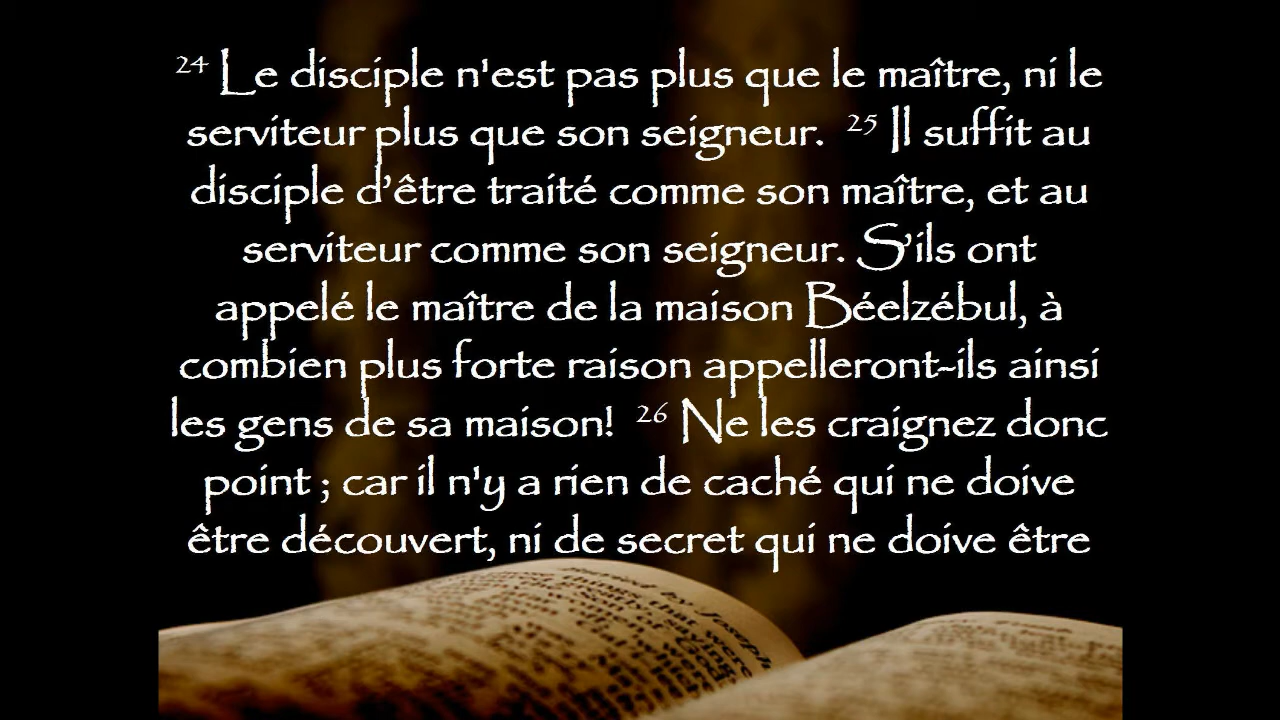 24 Le disciple n'est pas plus que le maître, ni le
serviteur plus que son seigneur. 25 Il suffit au
disciple d’être traité comme son maître, et au
serviteur comme son seigneur. S’ils ont
appelé le maître de la maison Béelzébul, à
combien plus forte raison appelleront-ils ainsi
les gens de sa maison! 26 Ne les craignez donc
point ; car il n'y a rien de caché qui ne doive
être découvert, ni de secret qui ne doive être
by Joseph
that were